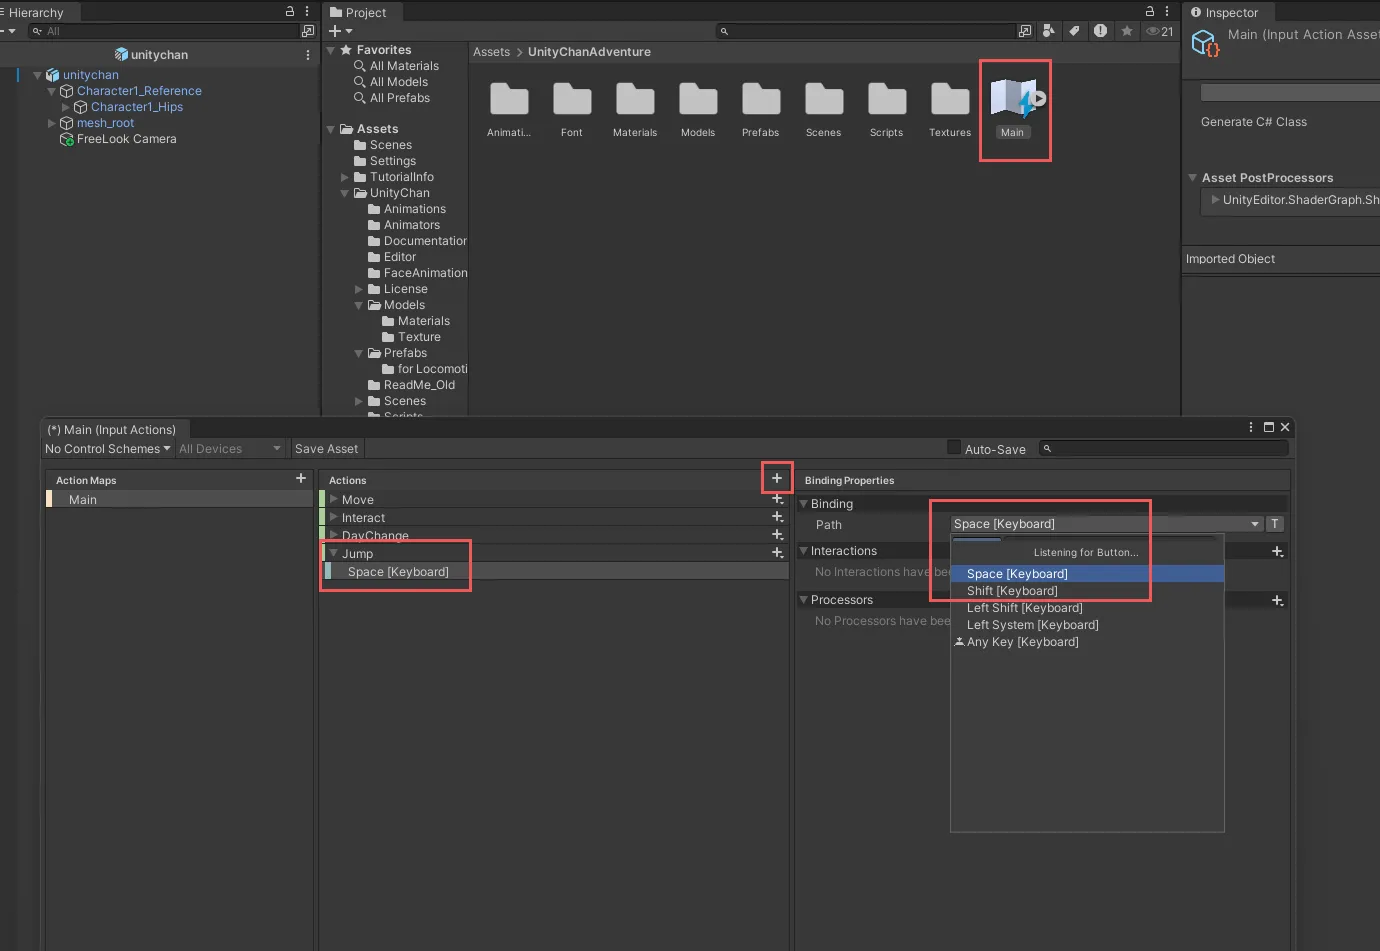 Hierarchy
All
unitychan
unitychan
Character1_Reference
Character1_Hips
mesh_root
FreeLook Camera
Project
21
Favorites
All Materials
All Models
All Prefabs
Assets
Scenes
Settings
TutorialInfo
UnityChan
Animations
Animators
Documentation
Editor
FaceAnimation
License
Models
Materials
Texture
Prefabs
for Locomoti
ReadMe_Old
Scenes
Scripts
Assets > UnityChanAdventure
Animati...
Font
Materials
Models
Prefabs
Scenes
Scripts
Textures
Main
Inspector
Main (Input Action Asset
Generate C# Class
Asset PostProcessors
UnityEditor.ShaderGraph.Sh
Imported Object
(*) Main (Input Actions)
No Control Schemes
All Devices
Save Asset
Auto-Save
Action Maps
Main
Actions
Move
Interact
DayChange
Jump
Space [Keyboard]
Binding Properties
Binding
Path
Space [Keyboard]
T
Interactions
No Interactions have bee
Processors
No Processors have been
Listening for Button...
Space [Keyboard]
Shift [Keyboard]
Left Shift [Keyboard]
Left System [Keyboard]
Any Key [Keyboard]